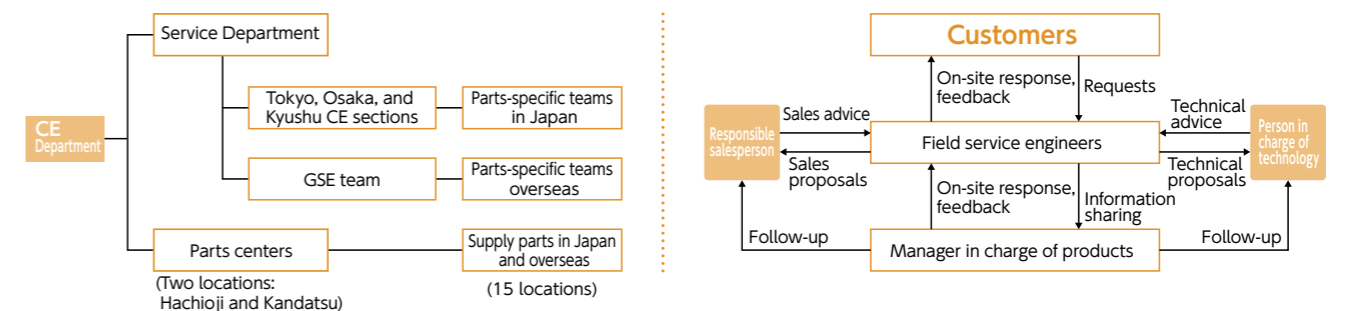 CE
Department
Service Department
Tokyo, Osaka, and
Kyushu CE sections
Parts-specific teams
in Japan
GSE team
Parts-specific teams
overseas
Parts centers
(Two locations:
Hachioji and Kandatsu)
Supply parts in Japan
and overseas
(15 locations)
Customers
On-site response,
feedback
Requests
Responsible
salesperson
Sales advice
Sales
proposals
Field service engineers
Technical
advice
Technical
proposals
Person in
charge of
technology
On-site response,
feedback
Information
sharing
Follow-up
Manager in charge of products
Follow-up